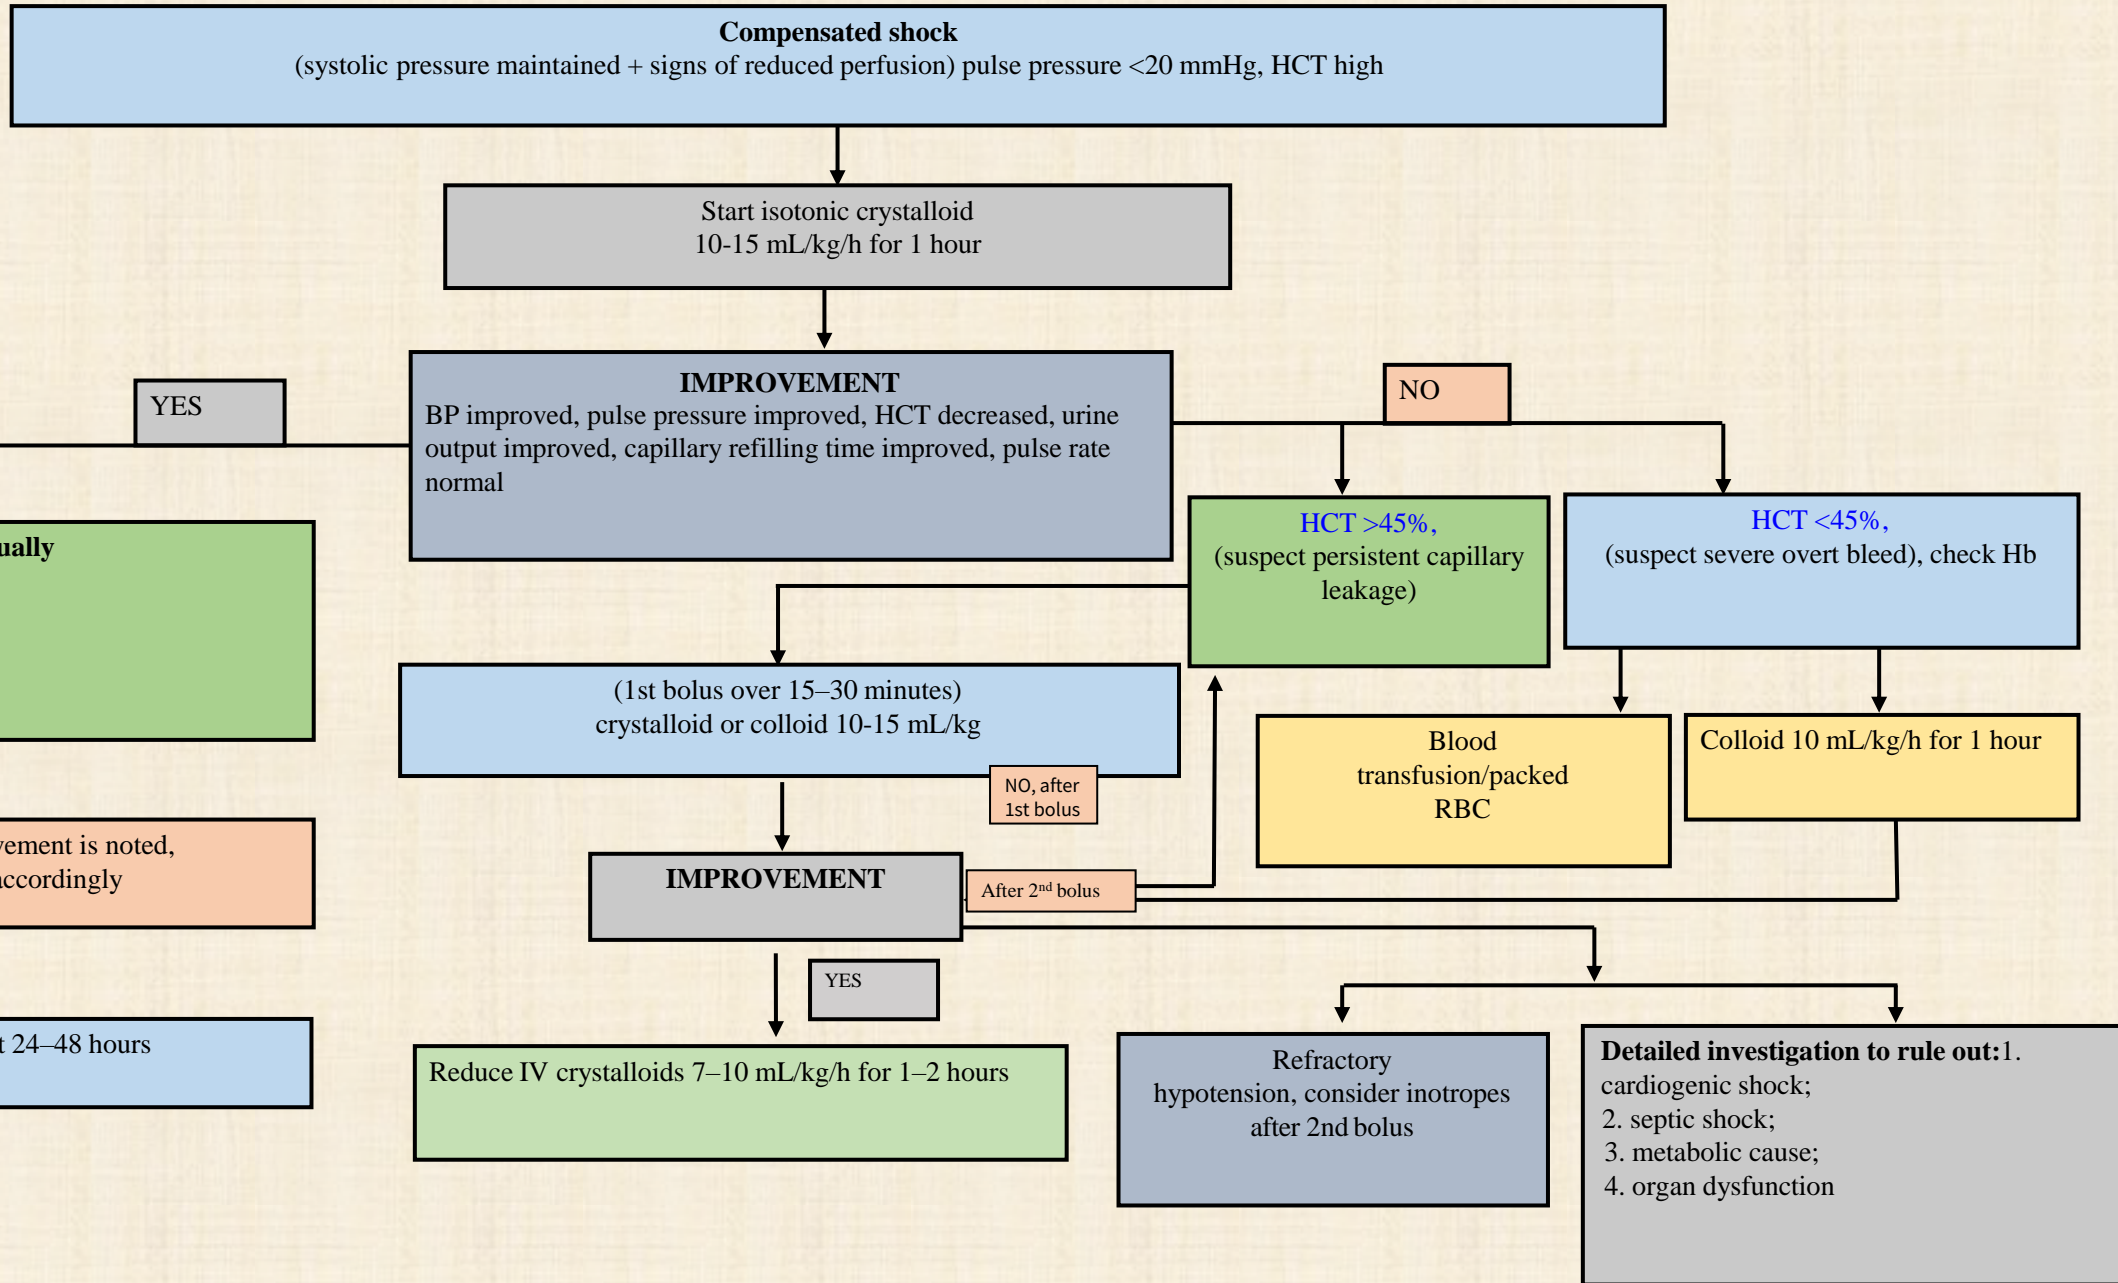 Compensated shock
(systolic pressure maintained + signs of reduced perfusion) pulse pressure <20 mmHg, HCT high
Start isotonic crystalloid
10-15 mL/kg/h for 1 hour
YES
IMPROVEMENT
BP improved, pulse pressure improved, HCT decreased, urine
output improved, capillary refilling time improved, pulse rate
normal
NO
HCT >45%,
(suspect persistent capillary
leakage)
HCT <45%,
(suspect severe overt bleed), check Hb
ually
(1st bolus over 15–30 minutes)
crystalloid or colloid 10-15 mL/kg
NO, after
1st bolus
Blood
transfusion/packed
RBC
Colloid 10 mL/kg/h for 1 hour
vement is noted,
accordingly
IMPROVEMENT
After 2nd bolus
YES
t 24–48 hours
Reduce IV crystalloids 7–10 mL/kg/h for 1–2 hours
Refractory
hypotension, consider inotropes
after 2nd bolus
Detailed investigation to rule out:1.
cardiogenic shock;
2. septic shock;
3. metabolic cause;
4. organ dysfunction